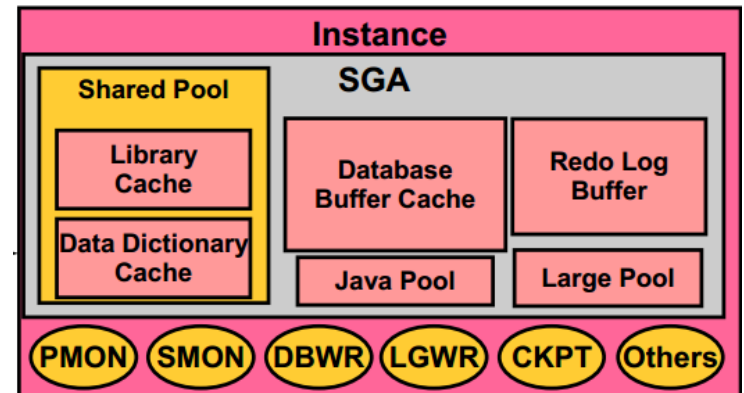 Instance
SGA
Shared Pool
Library
Cache
Data Dictionary
Cache
Database
Buffer Cache
Redo Log
Buffer
Java Pool
Large Pool
PMON
SMON
DBWR
LGWR
CKPT
Others